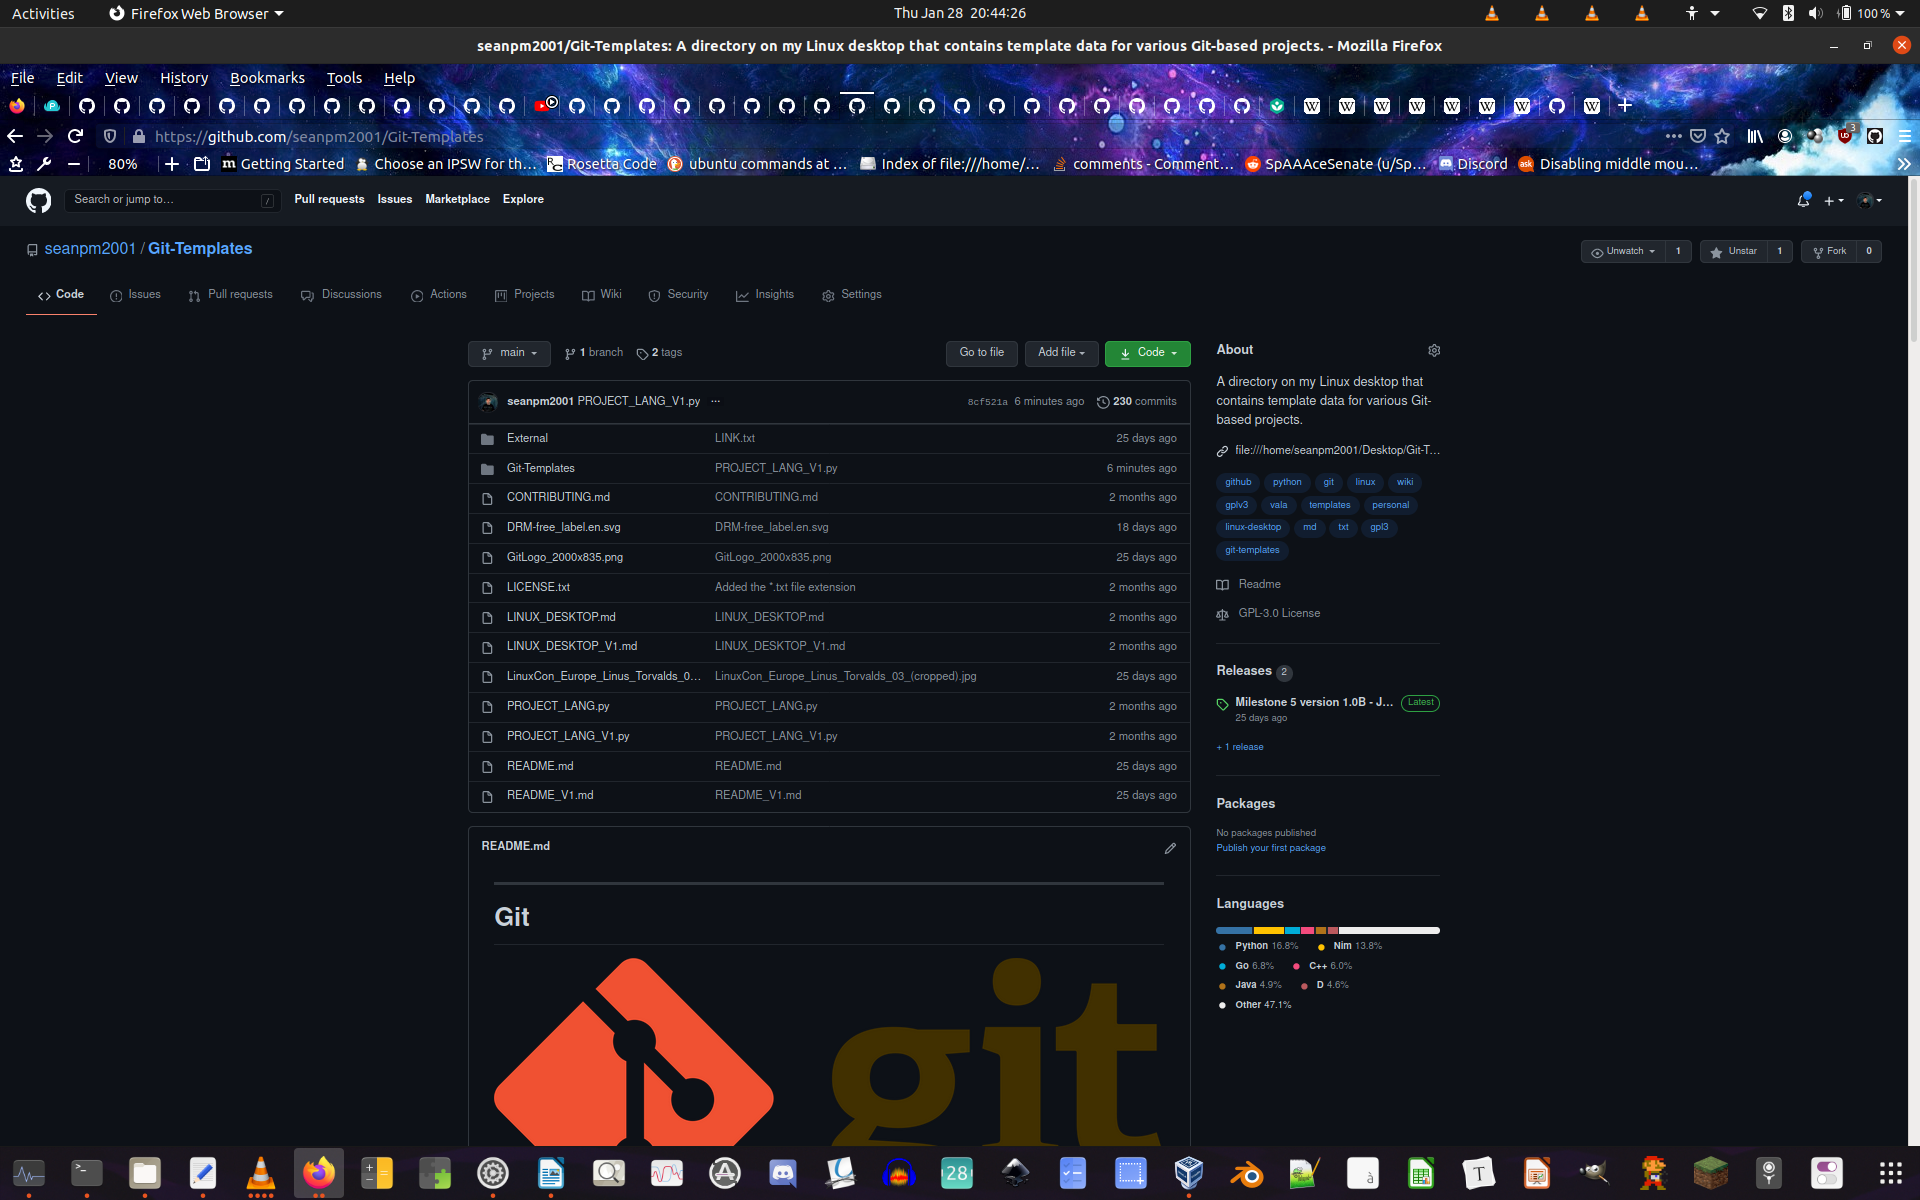 Activities
Firefox Web Browser
Thu Jan 28 20:44:26
100 %
seanpm2001/Git-Templates: A directory on my Linux desktop that contains template data for various Git-based projects. - Mozilla Firefox
File Edit View History Bookmarks Tools Help
https://github.com/seanpm2001/Git-Templates
3
80%
Getting Started
Choose an IPSW for th…
Rosetta Code
ubuntu commands at …
Index of file:///home/…
comments - Comment…
SpAAAceSenate (u/Sp…
Discord
Disabling middle mou…
Search or jump to…
/
Pull requests Issues Marketplace Explore
seanpm2001 / Git-Templates
Unwatch 1
Unstar 1
Fork 0
Code Issues Pull requests Discussions Actions Projects Wiki Security Insights Settings
main
1 branch
2 tags
Go to file
Add file
Code
seanpm2001 PROJECT_LANG_V1.py ...
8cf521a 6 minutes ago
230 commits
External LINK.txt 25 days ago
Git-Templates PROJECT_LANG_V1.py 6 minutes ago
CONTRIBUTING.md CONTRIBUTING.md 2 months ago
DRM-free_label.en.svg DRM-free_label.en.svg 18 days ago
GitLogo_2000x835.png GitLogo_2000x835.png 25 days ago
LICENSE.txt Added the *.txt file extension 2 months ago
LINUX_DESKTOP.md LINUX_DESKTOP.md 2 months ago
LINUX_DESKTOP_V1.md LINUX_DESKTOP_V1.md 2 months ago
LinuxCon_Europe_Linus_Torvalds_0… LinuxCon_Europe_Linus_Torvalds_03_(cropped).jpg 25 days ago
PROJECT_LANG.py PROJECT_LANG.py 2 months ago
PROJECT_LANG_V1.py PROJECT_LANG_V1.py 2 months ago
README.md README.md 25 days ago
README_V1.md README_V1.md 25 days ago
README.md
Git
git
About
A directory on my Linux desktop that
contains template data for various Git-
based projects.
file:///home/seanpm2001/Desktop/Git-T…
github python git linux wiki
gplv3 vala templates personal
linux-desktop md txt gpl3
git-templates
Readme
GPL-3.0 License
Releases 2
Milestone 5 version 1.0B - J… Latest
25 days ago
+ 1 release
Packages
No packages published
Publish your first package
Languages
Python 16.8% Nim 13.8%
Go 6.8% C++ 6.0%
Java 4.9% D 4.6%
Other 47.1%
28